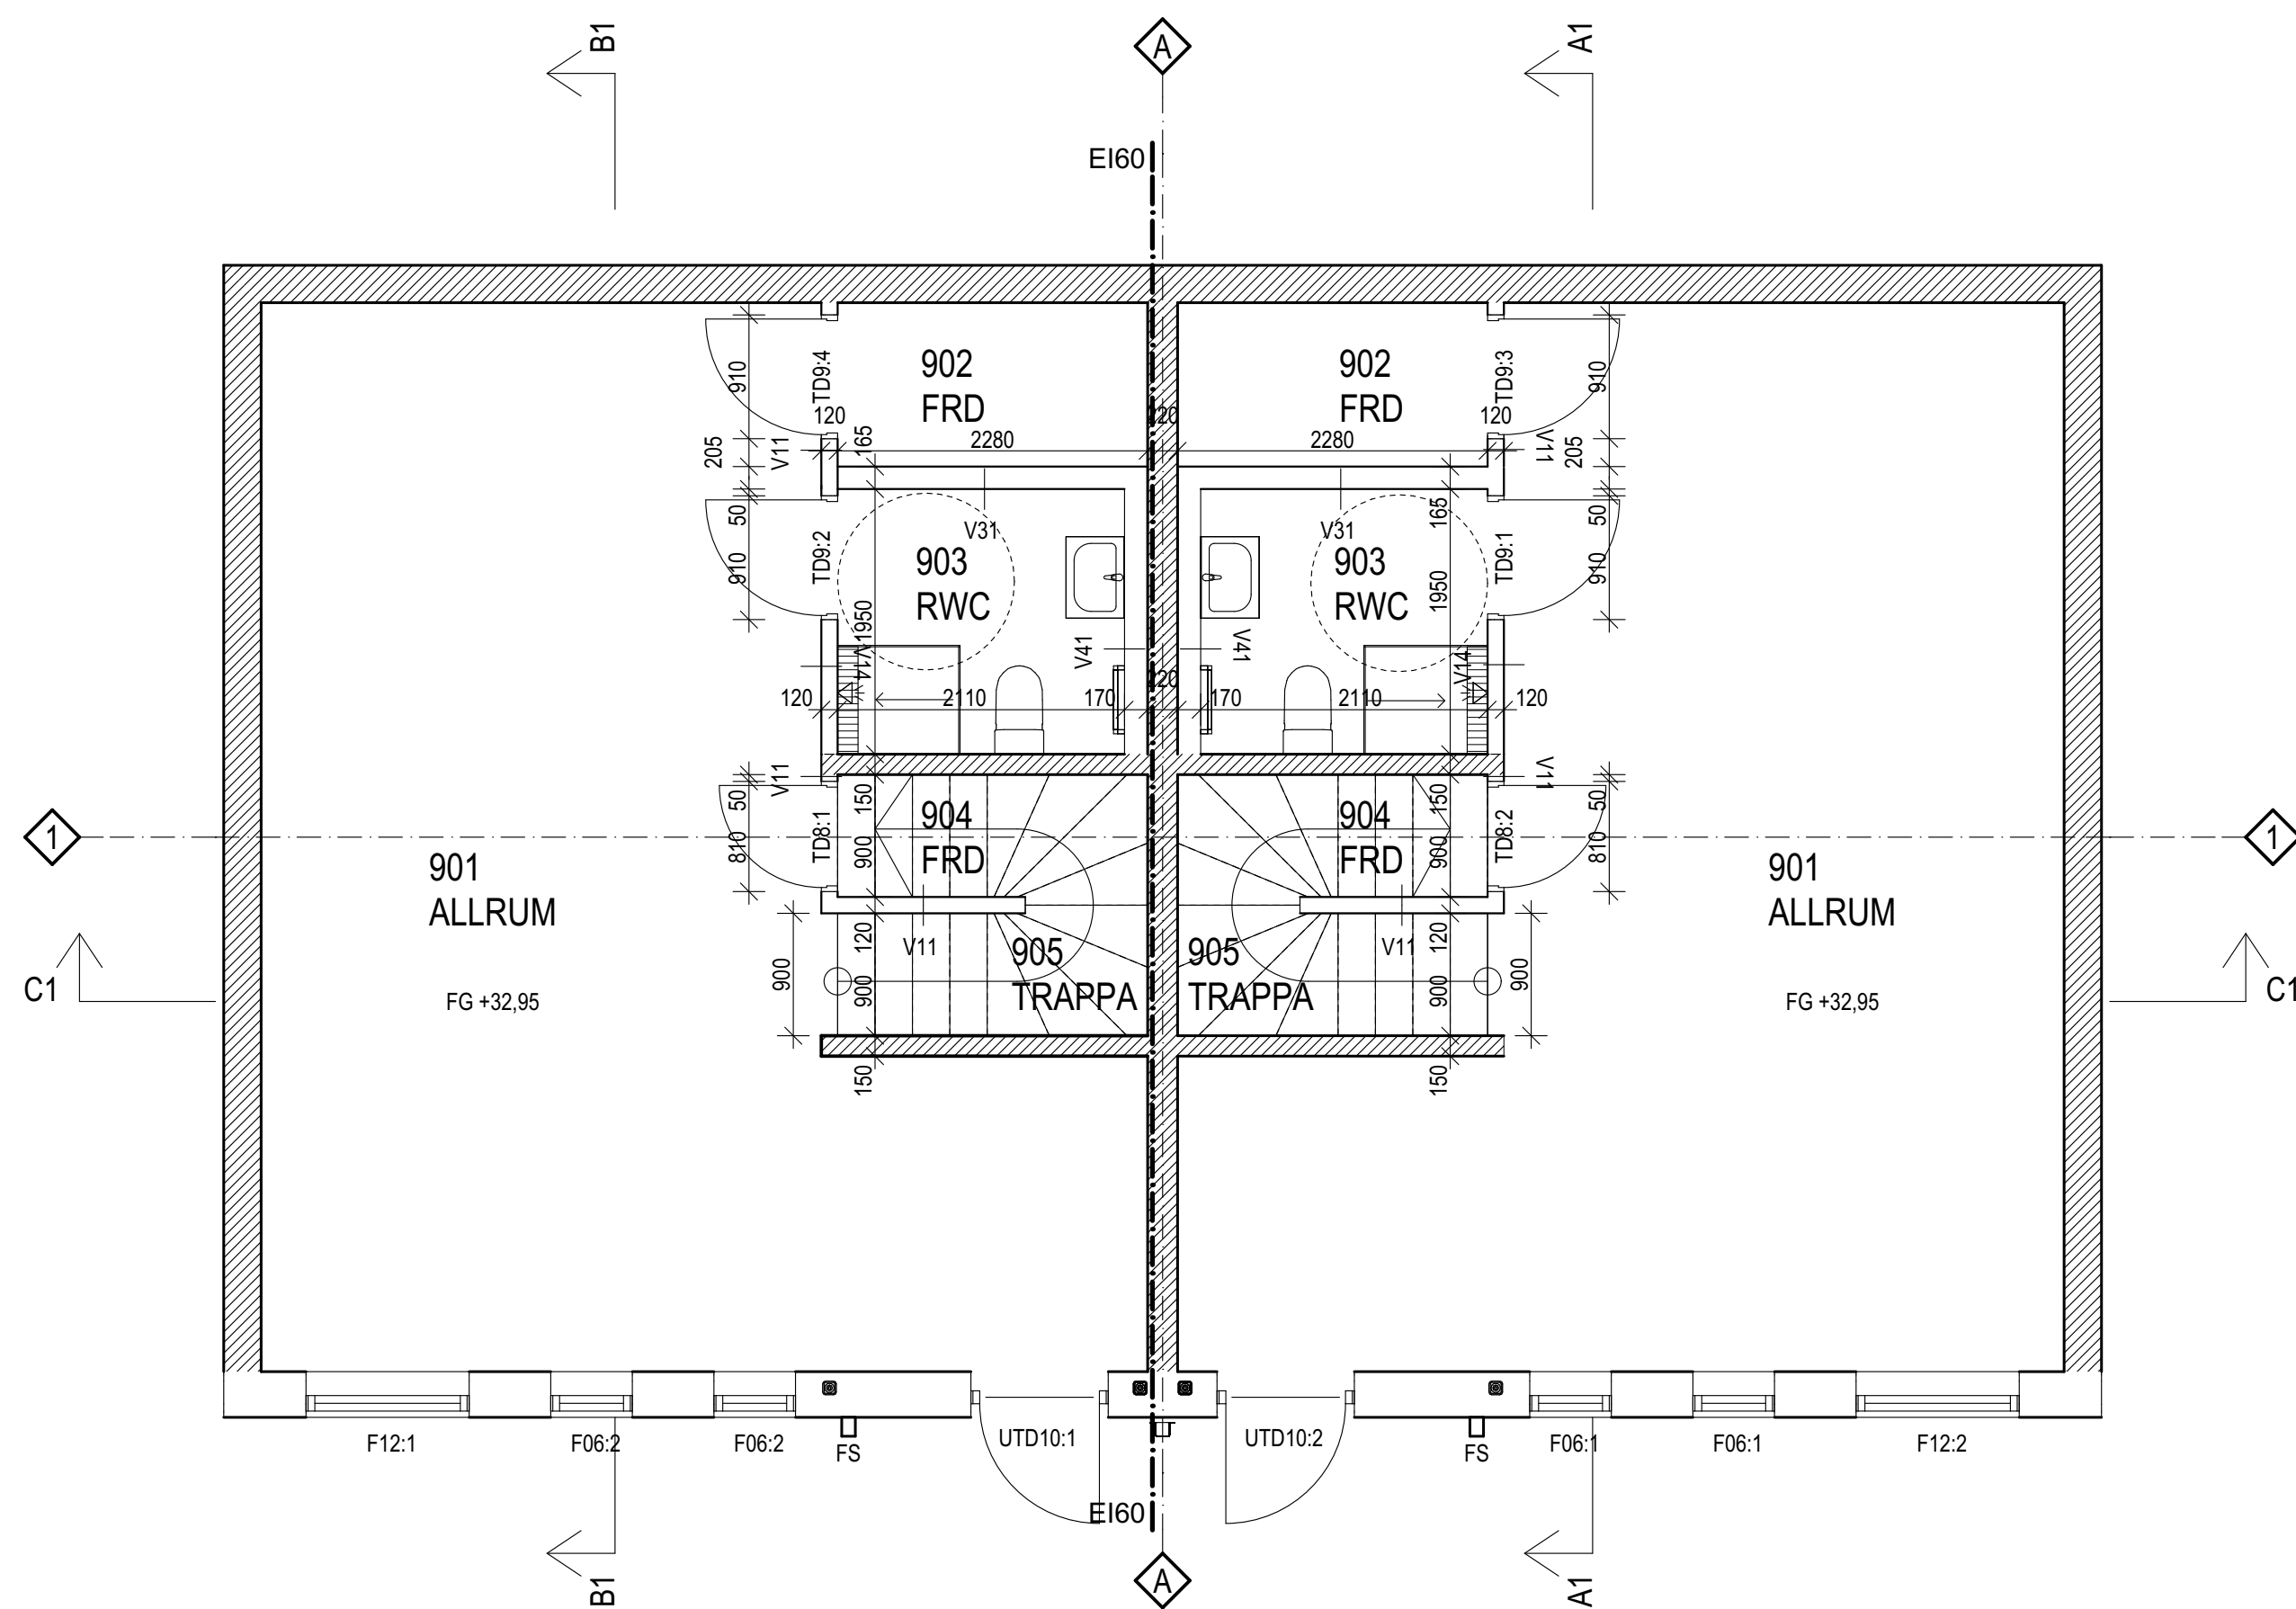 B1
A
A1
EI60
902
FRD
902
FRD
910
TD9:4
TD9:3
910
120
220
120
205
V11
165
2280
2280
V11
205
50
V31
165
V31
50
910
TD9:2
903
RWC
903
RWC
TD9:1
910
1950
1950
V14
V41
V41
V14
220
120
2110
170
170
2110
120
V11
V11
50
150
904
FRD
904
FRD
150
50
810
TD8:1
900
900
TD8:2
810
1
1
901
ALLRUM
901
ALLRUM
120
V11
905
TRAPPA
905
TRAPPA
V11
120
900
900
900
900
C1
FG +32,95
FG +32,95
C1
150
150
F12:1
F06:2
F06:2
FS
UTD10:1
UTD10:2
FS
F06:1
F06:1
F12:2
EI60
B1
A
A1